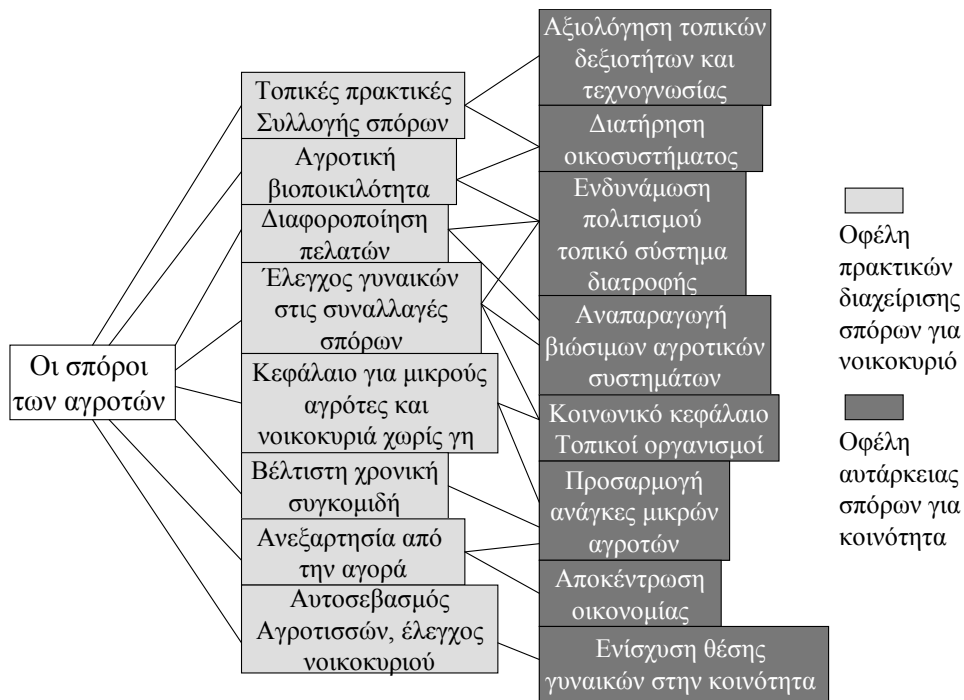 Οι σπόροι
των αγροτών
Τοπικές πρακτικές
Συλλογής σπόρων
Αγροτική
βιοποικιλότητα
Διαφοροποίηση
πελατών
Έλεγχος γυναικών
στις συναλλαγές
σπόρων
Κεφάλαιο για μικρούς
αγρότες και
νοικοκυριά χωρίς γη
Βέλτιστη χρονική
συγκομιδή
Ανεξαρτησία από
την αγορά
Αυτοσεβασμός
Αγροτισσών, έλεγχος
νοικοκυριού
Αξιολόγηση τοπικών
δεξιοτήτων και
τεχνογνωσίας
Διατήρηση
οικοσυστήματος
Ενδυνάμωση
πολιτισμού
τοπικό σύστημα
διατροφής
Αναπαραγωγή
βιώσιμων αγροτικών
συστημάτων
Κοινωνικό κεφάλαιο
Τοπικοί οργανισμοί
Προσαρμογή
ανάγκες μικρών
αγροτών
Αποκέντρωση
οικονομίας
Ενίσχυση θέσης
γυναικών στην κοινότητα
Οφέλη
πρακτικών
διαχείρισης
σπόρων για
νοικοκυριό
Οφέλη
αυτάρκειας
σπόρων για
κοινότητα